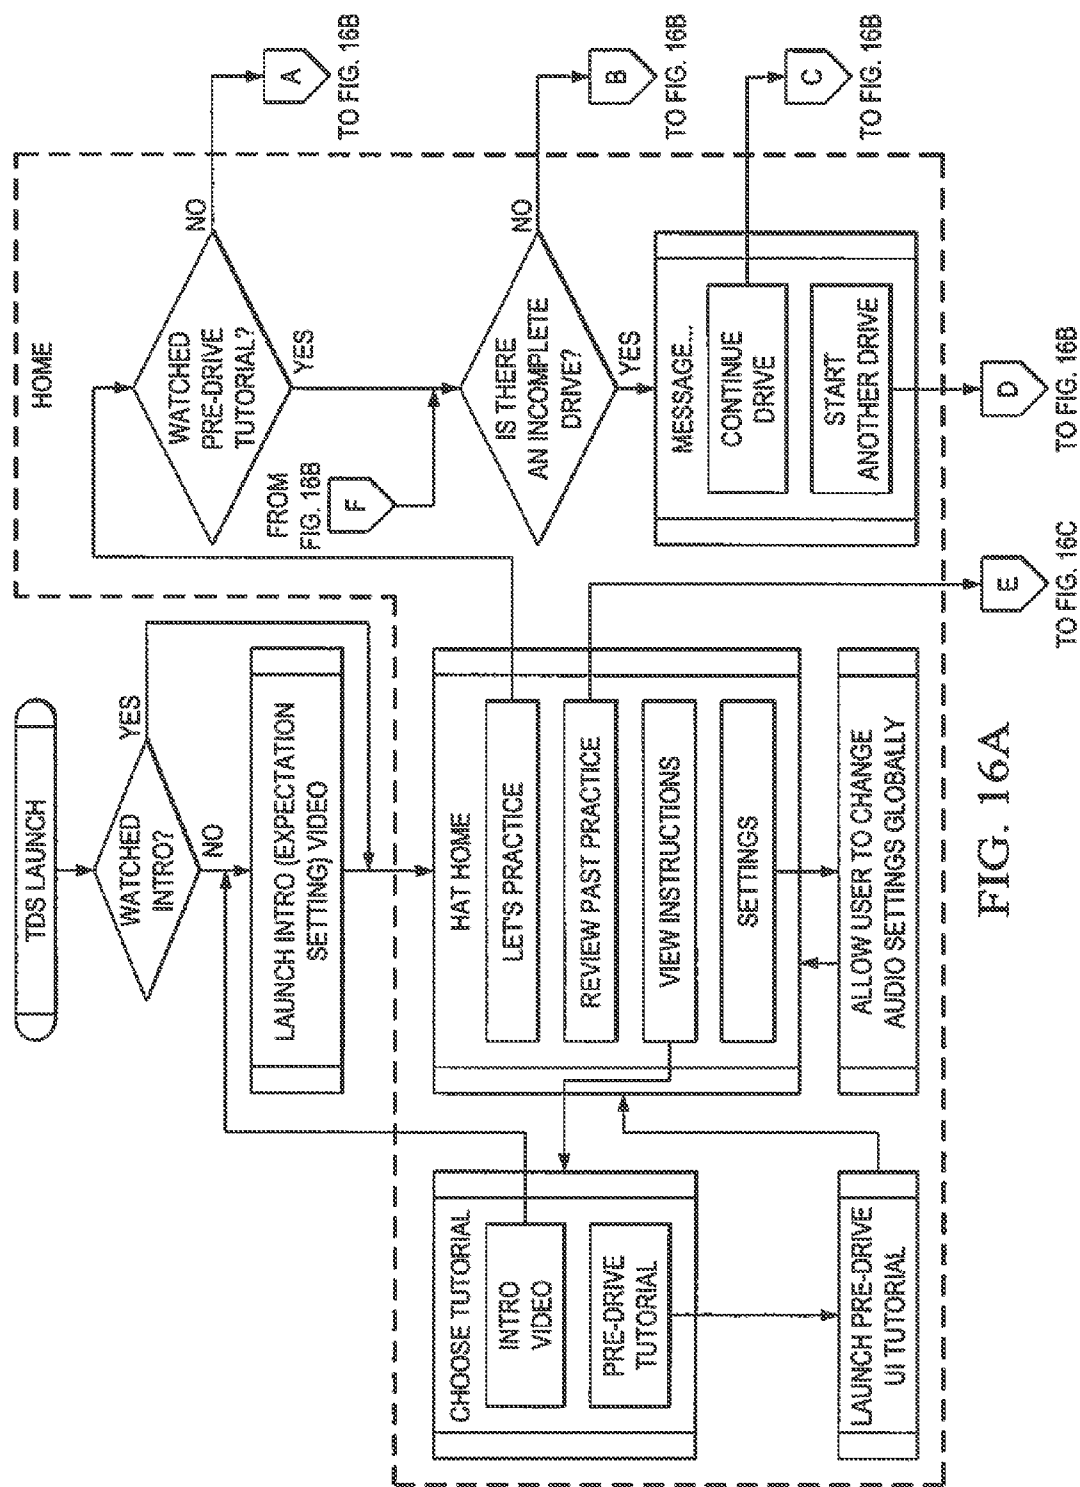 TDS LAUNCH
WATCHED
INTRO?
YES
NO
LAUNCH INTRO (EXPECTATION
SETTING) VIDEO
HOME
CHOOSE TUTORIAL
INTRO
VIDEO
PRE-DRIVE
TUTORIAL
LAUNCH PRE-DRIVE
UI TUTORIAL
HAT HOME
LET'S PRACTICE
REVIEW PAST PRACTICE
VIEW INSTRUCTIONS
SETTINGS
ALLOW USER TO CHANGE
AUDIO SETTINGS GLOBALLY
WATCHED
PRE-DRIVE
TUTORIAL?
NO
YES
A
TO FIG. 16B
FROM
FIG. 16B
F
IS THERE
AN INCOMPLETE
DRIVE?
NO
YES
B
TO FIG. 16B
MESSAGE...
CONTINUE
DRIVE
START
ANOTHER DRIVE
C
TO FIG. 16B
E
TO FIG. 16C
D
TO FIG. 16B
FIG. 16A